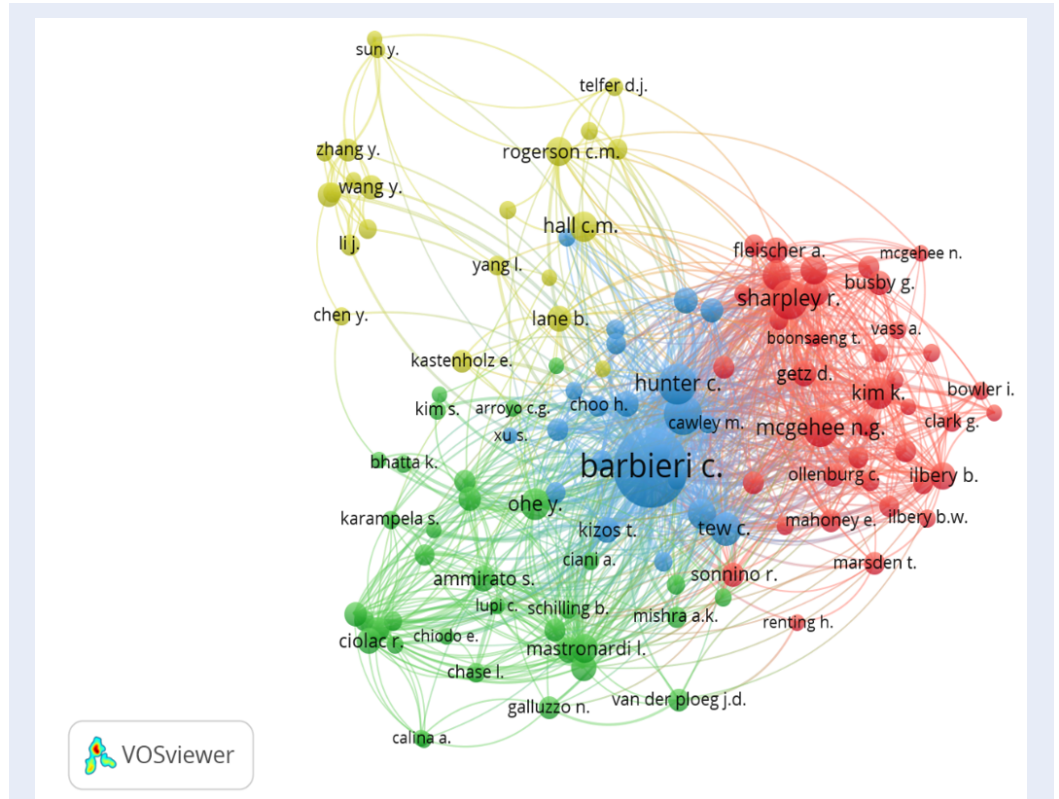 sun y.
telfer d.j.
zhang y.
rogerson c.m.
wang y.
hall c.m.
li j.
fleischer a.
mcgehee n.
yang l.
busby g.
sharpley r.
chen y.
lane b.
vass a.
boonsaeng t.
kastenholz e.
getz d.
hunter c.
kim k.
bowler i.
kim s.
arroyo c.g.
choo h.
cawley m.
clark g.
xu s.
mcgehee n.g.
bhatta k.
barbieri c.
ollenburg c.
ilbery b.
ohe y.
karampela s.
kizos t.
tew c.
mahoney e.
ilbery b.w.
ciani a.
marsden t.
ammirato s.
sonnino r.
lupi c.
schilling b.
mishra a.k.
renting h.
ciolac r.
chiodo e.
mastronardi l.
chase l.
galluzzo n.
van der ploeg j.d.
calina a.
VOSviewer